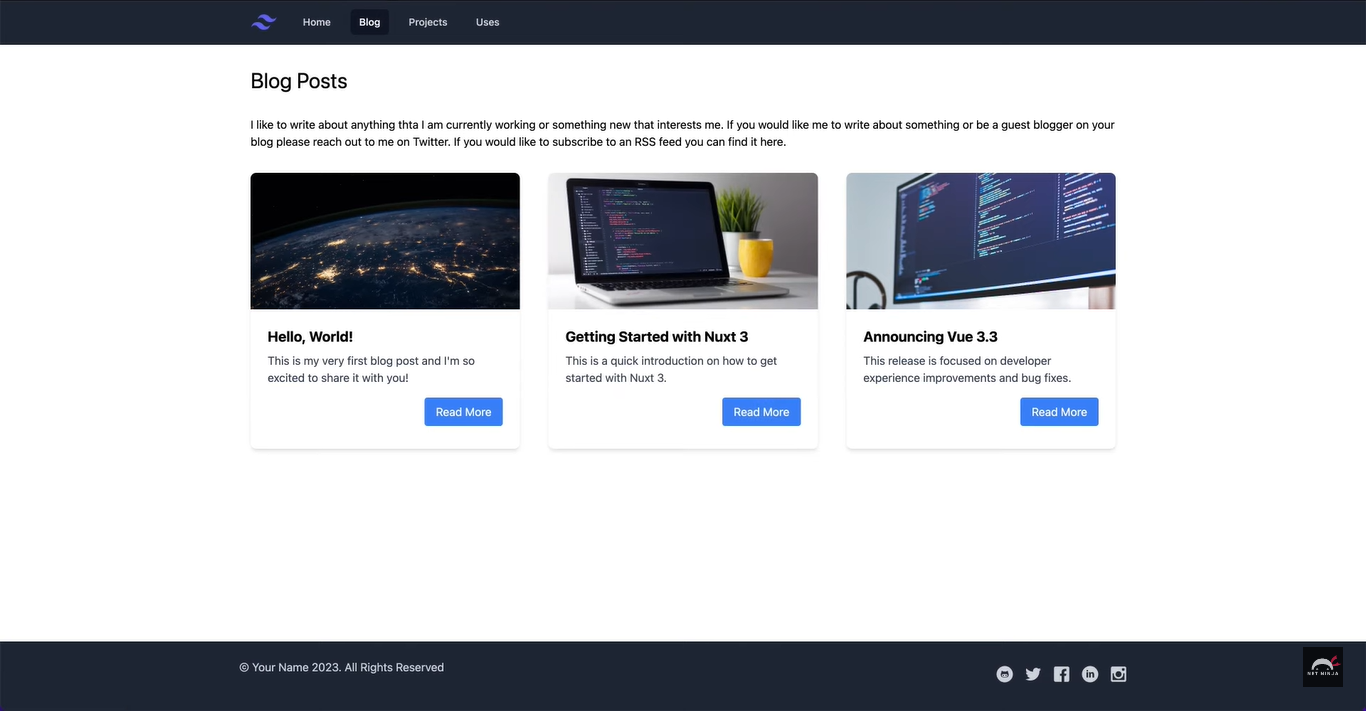 Home
Blog
Projects
Uses
Blog Posts
I like to write about anything thta I am currently working or something new that interests me. If you would like me to write about something or be a guest blogger on your
blog please reach out to me on Twitter. If you would like to subscribe to an RSS feed you can find it here.
Hello, World!
This is my very first blog post and I'm so
excited to share it with you!
Read More
Getting Started with Nuxt 3
This is a quick introduction on how to get
started with Nuxt 3.
Read More
Announcing Vue 3.3
This release is focused on developer
experience improvements and bug fixes.
Read More
© Your Name 2023. All Rights Reserved
in
NET NINJA